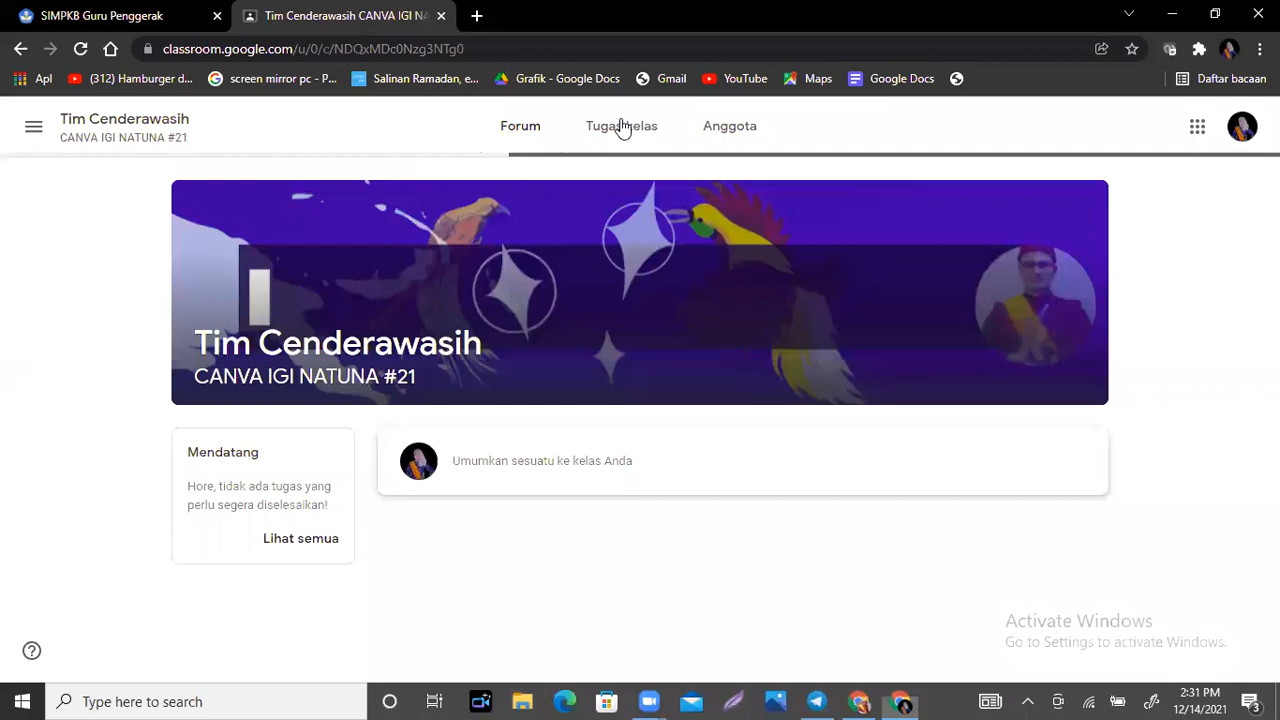 SIMPKB Guru Penggerak
Tim Cenderawasih CANVA IGI NA
classroom.google.com/u/0/c/NDQxMDc0Nzg3NTg0
Apl
(312) Hamburger d...
screen mirror pc - P...
Salinan Ramadan, e...
Grafik - Google Docs
Gmail
YouTube
Maps
Google Docs
Daftar bacaan
Tim Cenderawasih
CANVA IGI NATUNA #21
Forum
Tugas kelas
Anggota
Tim Cenderawasih
CANVA IGI NATUNA #21
Mendatang
Hore, tidak ada tugas yang
perlu segera diselesaikan!
Lihat semua
Umumkan sesuatu ke kelas Anda
Activate Windows
Go to Settings to activate Windows.
Type here to search
2:31 PM
12/14/2021
3